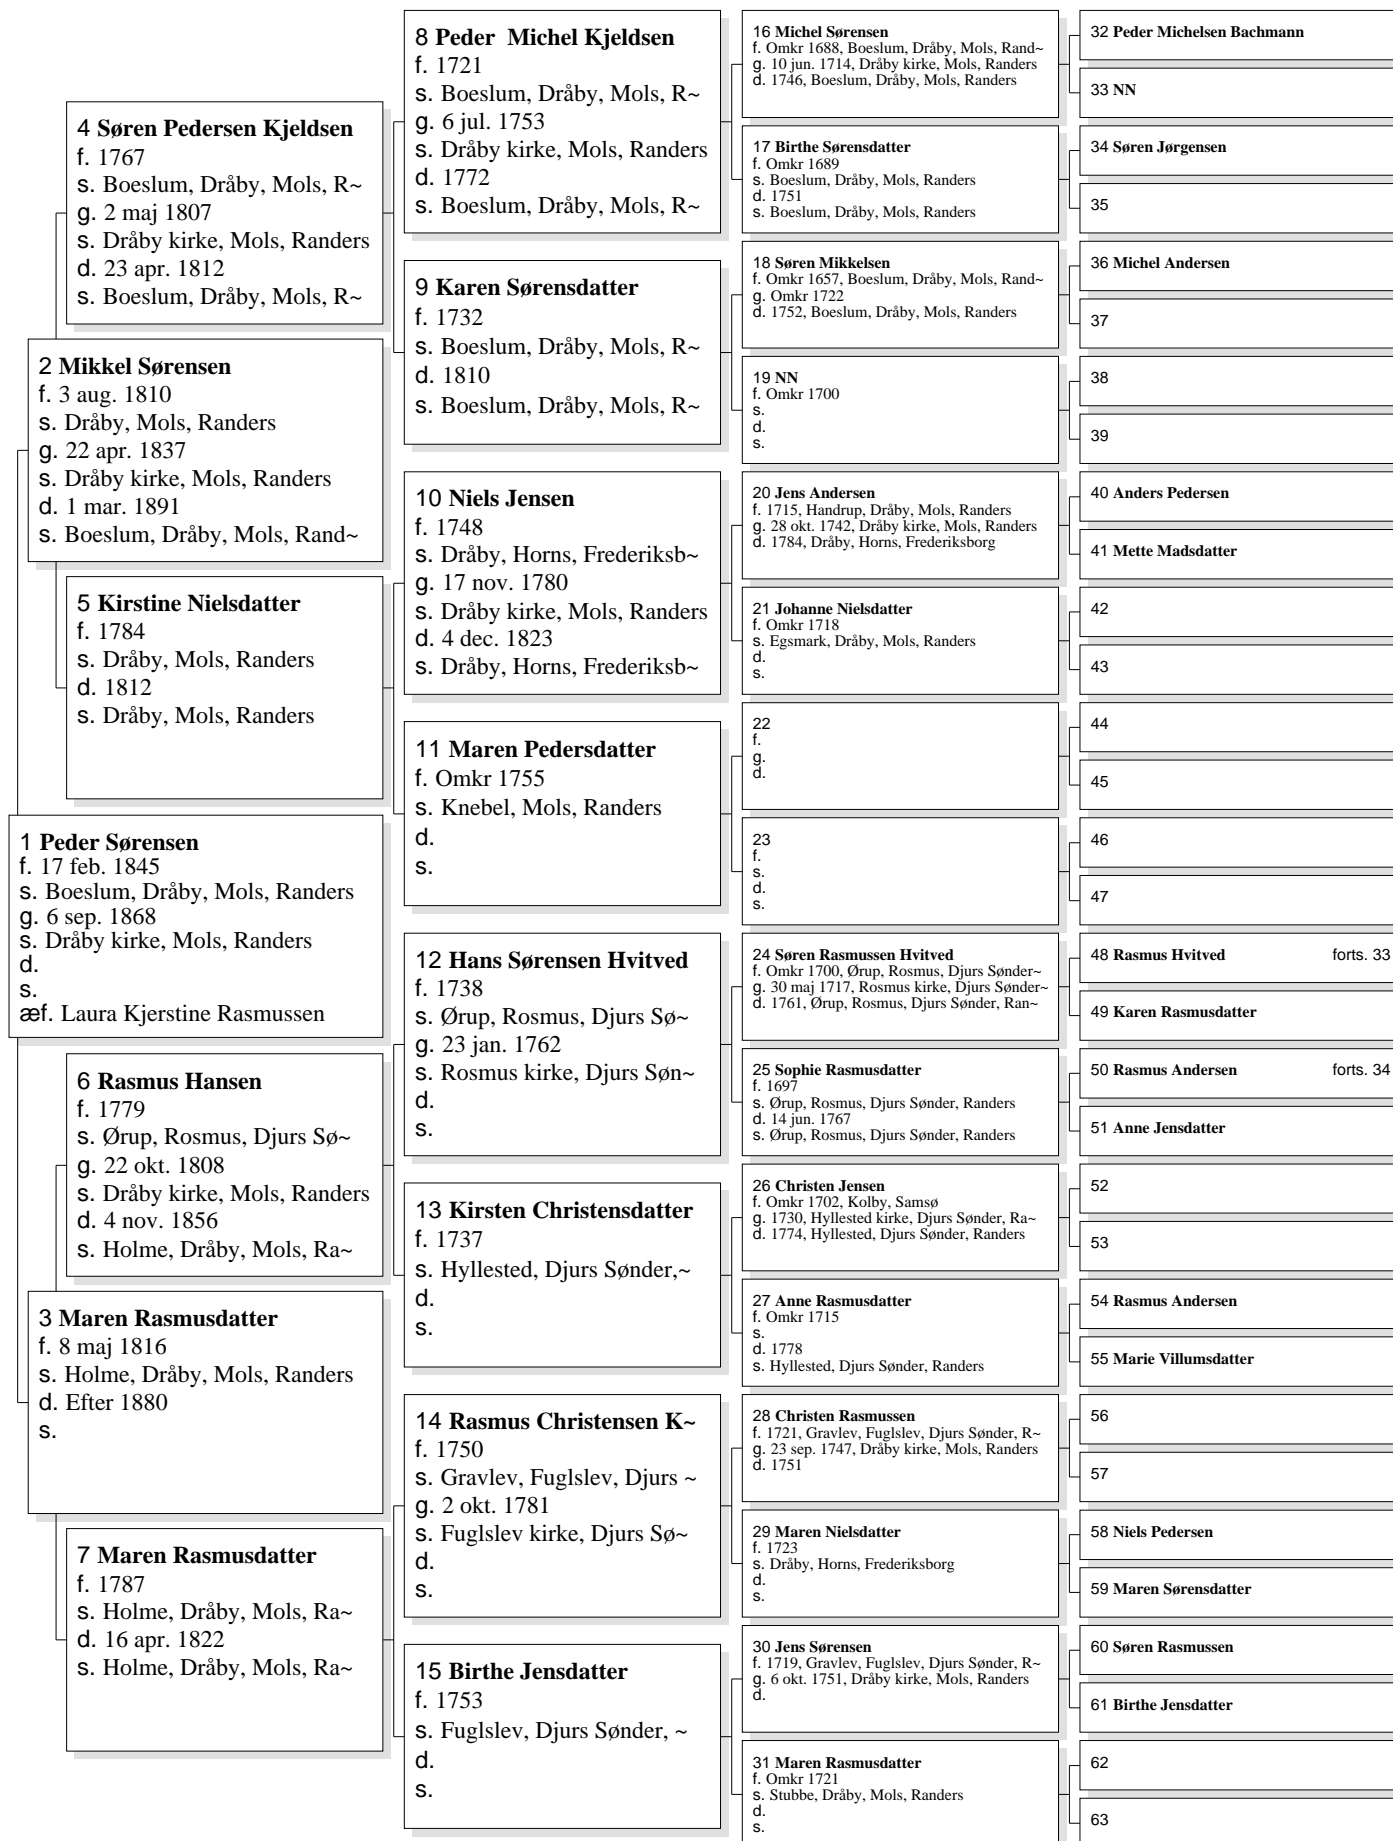 1 Peder Sørensen
f. 17 feb. 1845
s. Boeslum, Dråby, Mols, Randers
g. 6 sep. 1868
s. Dråby kirke, Mols, Randers
d.
s.
æf. Laura Kjerstine Rasmussen
2 Mikkel Sørensen
f. 3 aug. 1810
s. Dråby, Mols, Randers
g. 22 apr. 1837
s. Dråby kirke, Mols, Randers
d. 1 mar. 1891
s. Boeslum, Dråby, Mols, Rand~
3 Maren Rasmusdatter
f. 8 maj 1816
s. Holme, Dråby, Mols, Randers
d. Efter 1880
s.
4 Søren Pedersen Kjeldsen
f. 1767
s. Boeslum, Dråby, Mols, R~
g. 2 maj 1807
s. Dråby kirke, Mols, Randers
d. 23 apr. 1812
s. Boeslum, Dråby, Mols, R~
5 Kirstine Nielsdatter
f. 1784
s. Dråby, Mols, Randers
d. 1812
s. Dråby, Mols, Randers
6 Rasmus Hansen
f. 1779
s. Ørup, Rosmus, Djurs Sø~
g. 22 okt. 1808
s. Dråby kirke, Mols, Randers
d. 4 nov. 1856
s. Holme, Dråby, Mols, Ra~
7 Maren Rasmusdatter
f. 1787
s. Holme, Dråby, Mols, Ra~
d. 16 apr. 1822
s. Holme, Dråby, Mols, Ra~
8 Peder Michel Kjeldsen
f. 1721
s. Boeslum, Dråby, Mols, R~
g. 6 jul. 1753
s. Dråby kirke, Mols, Randers
d. 1772
s. Boeslum, Dråby, Mols, R~
9 Karen Sørensdatter
f. 1732
s. Boeslum, Dråby, Mols, R~
d. 1810
s. Boeslum, Dråby, Mols, R~
10 Niels Jensen
f. 1748
s. Dråby, Horns, Frederiksb~
g. 17 nov. 1780
s. Dråby kirke, Mols, Randers
d. 4 dec. 1823
s. Dråby, Horns, Frederiksb~
11 Maren Pedersdatter
f. Omkr 1755
s. Knebel, Mols, Randers
d.
s.
12 Hans Sørensen Hvitved
f. 1738
s. Ørup, Rosmus, Djurs Sø~
g. 23 jan. 1762
s. Rosmus kirke, Djurs Søn~
d.
s.
13 Kirsten Christensdatter
f. 1737
s. Hyllested, Djurs Sønder,~
d.
s.
14 Rasmus Christensen K~
f. 1750
s. Gravlev, Fuglslev, Djurs ~
g. 2 okt. 1781
s. Fuglslev kirke, Djurs Sø~
d.
s.
15 Birthe Jensdatter
f. 1753
s. Fuglslev, Djurs Sønder, ~
d.
s.
16 Michel Sørensen
f. Omkr 1688, Boeslum, Dråby, Mols, Rand~
g. 10 jun. 1714, Dråby kirke, Mols, Randers
d. 1746, Boeslum, Dråby, Mols, Randers
17 Birthe Sørensdatter
f. Omkr 1689
s. Boeslum, Dråby, Mols, Randers
d. 1751
s. Boeslum, Dråby, Mols, Randers
18 Søren Mikkelsen
f. Omkr 1657, Boeslum, Dråby, Mols, Rand~
g. Omkr 1722
d. 1752, Boeslum, Dråby, Mols, Randers
19 NN
f. Omkr 1700
s.
d.
s.
20 Jens Andersen
f. 1715, Handrup, Dråby, Mols, Randers
g. 28 okt. 1742, Dråby kirke, Mols, Randers
d. 1784, Dråby, Horns, Frederiksborg
21 Johanne Nielsdatter
f. Omkr 1718
s. Egsmark, Dråby, Mols, Randers
d.
s.
22
f.
g.
d.
23
f.
s.
d.
s.
24 Søren Rasmussen Hvitved
f. Omkr 1700, Ørup, Rosmus, Djurs Sønder~
g. 30 maj 1717, Rosmus kirke, Djurs Sønder~
d. 1761, Ørup, Rosmus, Djurs Sønder, Ran~
25 Sophie Rasmusdatter
f. 1697
s. Ørup, Rosmus, Djurs Sønder, Randers
d. 14 jun. 1767
s. Ørup, Rosmus, Djurs Sønder, Randers
26 Christen Jensen
f. Omkr 1702, Kolby, Samsø
g. 1730, Hyllested kirke, Djurs Sønder, Ra~
d. 1774, Hyllested, Djurs Sønder, Randers
27 Anne Rasmusdatter
f. Omkr 1715
s.
d. 1778
s. Hyllested, Djurs Sønder, Randers
28 Christen Rasmussen
f. 1721, Gravlev, Fuglslev, Djurs Sønder, R~
g. 23 sep. 1747, Dråby kirke, Mols, Randers
d. 1751
29 Maren Nielsdatter
f. 1723
s. Dråby, Horns, Frederiksborg
d.
s.
30 Jens Sørensen
f. 1719, Gravlev, Fuglslev, Djurs Sønder, R~
g. 6 okt. 1751, Dråby kirke, Mols, Randers
d.
31 Maren Rasmusdatter
f. Omkr 1721
s. Stubbe, Dråby, Mols, Randers
d.
s.
32 Peder Michelsen Bachmann
33 NN
34 Søren Jørgensen
35
36 Michel Andersen
37
38
39
40 Anders Pedersen
41 Mette Madsdatter
42
43
44
45
46
47
48 Rasmus Hvitved forts. 33
49 Karen Rasmusdatter
50 Rasmus Andersen forts. 34
51 Anne Jensdatter
52
53
54 Rasmus Andersen
55 Marie Villumsdatter
56
57
58 Niels Pedersen
59 Maren Sørensdatter
60 Søren Rasmussen
61 Birthe Jensdatter
62
63